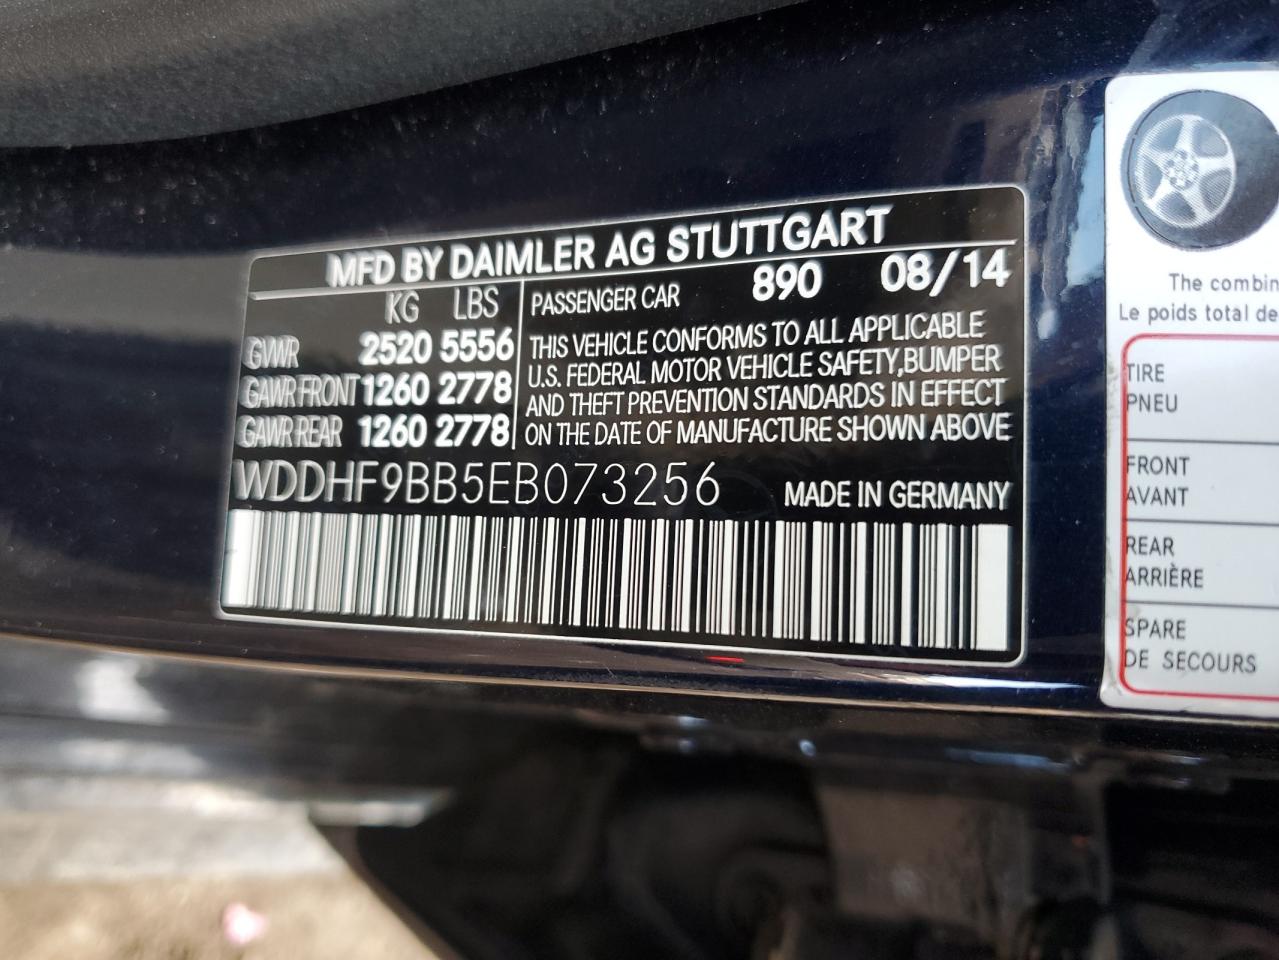 MFD BY DAIMLER AG STUTTGART
KG LBS
GVWR 2520 5556
GAWR FRONT 1260 2778
GAWR REAR 1260 2778
PASSENGER CAR 890 08/14
THIS VEHICLE CONFORMS TO ALL APPLICABLE
U.S. FEDERAL MOTOR VEHICLE SAFETY, BUMPER
AND THEFT PREVENTION STANDARDS IN EFFECT
ON THE DATE OF MANUFACTURE SHOWN ABOVE
WDDHF9BB5EB073256 MADE IN GERMANY
The combin
Le poids total de
TIRE
PNEU
FRONT
AVANT
REAR
ARRIÈRE
SPARE
DE SECOURS